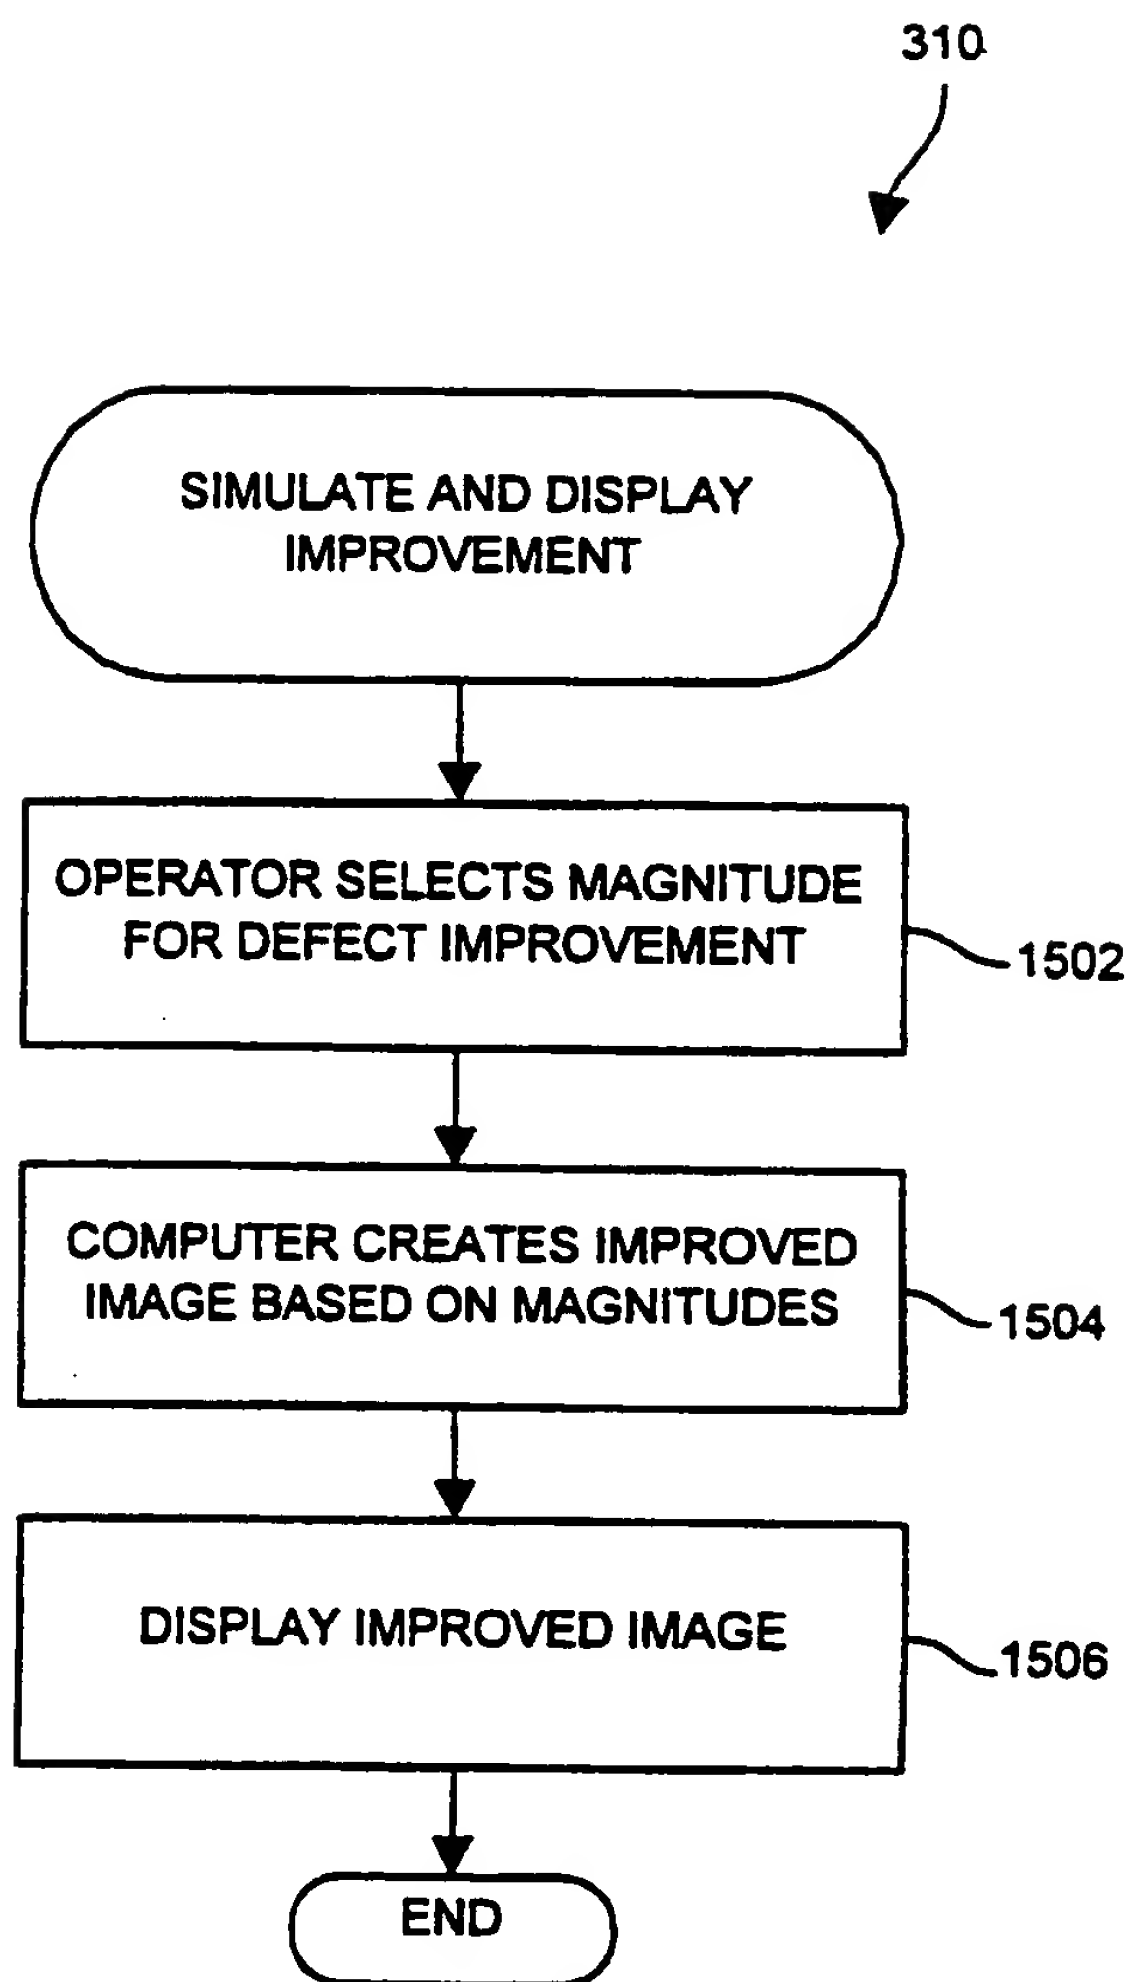 310
SIMULATE AND DISPLAY
IMPROVEMENT
OPERATOR SELECTS MAGNITUDE
FOR DEFECT IMPROVEMENT
1502
COMPUTER CREATES IMPROVED
IMAGE BASED ON MAGNITUDES
1504
DISPLAY IMPROVED IMAGE
1506
END